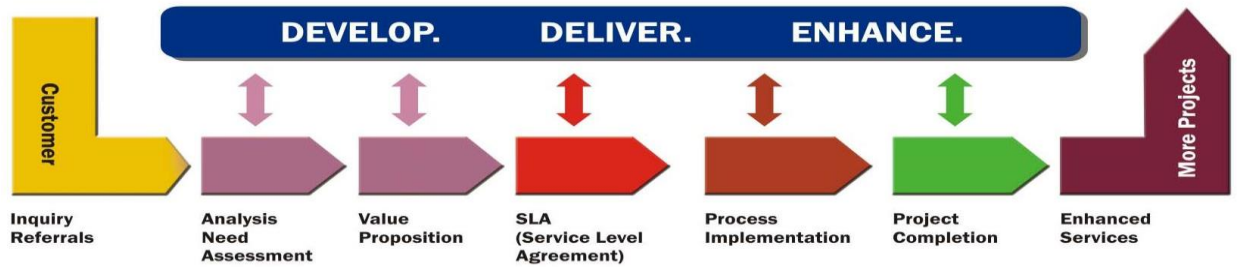 DEVELOP. DELIVER. ENHANCE.
Customer
More Projects
Inquiry
Referrals
Analysis
Need
Assessment
Value
Proposition
SLA
(Service Level
Agreement)
Process
Implementation
Project
Completion
Enhanced
Services